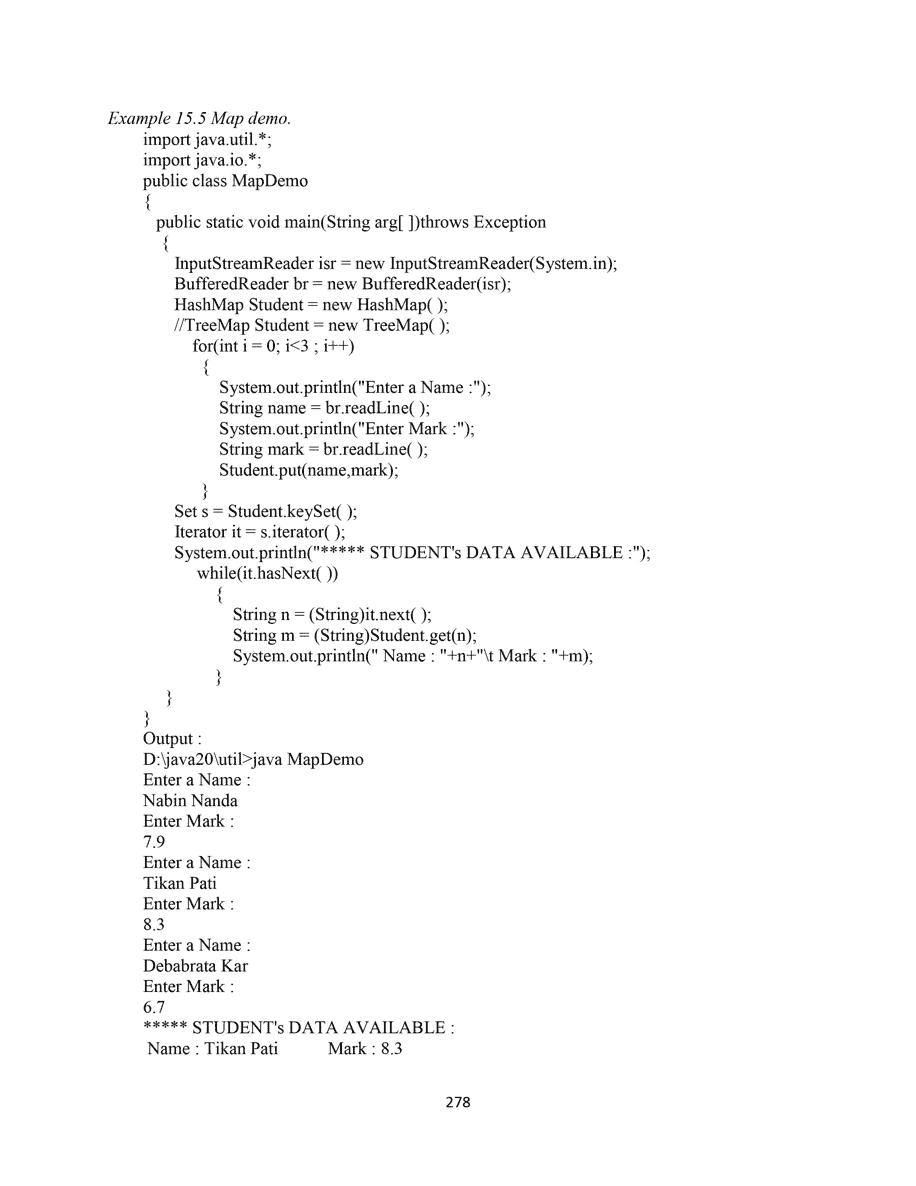 Example 15.5 Map demo.
import java.util.*;
import java.io.*;
public class MapDemo
{
public static void main(String arg[ ])throws Exception
{
InputStreamReader isr = new InputStreamReader(System.in);
BufferedReader br = new BufferedReader(isr);
HashMap Student = new HashMap( );
//TreeMap Student = new TreeMap( );
for(int i = 0; i<3 ; i++)
{
System.out.println("Enter a Name :");
String name = br.readLine( );
System.out.println("Enter Mark :");
String mark = br.readLine( );
Student.put(name,mark);
}
Set s = Student.keySet( );
Iterator it = s.iterator( );
System.out.println("***** STUDENT's DATA AVAILABLE :");
while(it.hasNext( ))
{
String n = (String)it.next( );
String m = (String)Student.get(n);
System.out.println(" Name : "+n+"\t Mark : "+m);
}
}
}
Output :
D:\java20\util>java MapDemo
Enter a Name :
Nabin Nanda
Enter Mark :
7.9
Enter a Name :
Tikan Pati
Enter Mark :
8.3
Enter a Name :
Debabrata Kar
Enter Mark :
6.7
***** STUDENT's DATA AVAILABLE :
Name : Tikan Pati Mark : 8.3
278